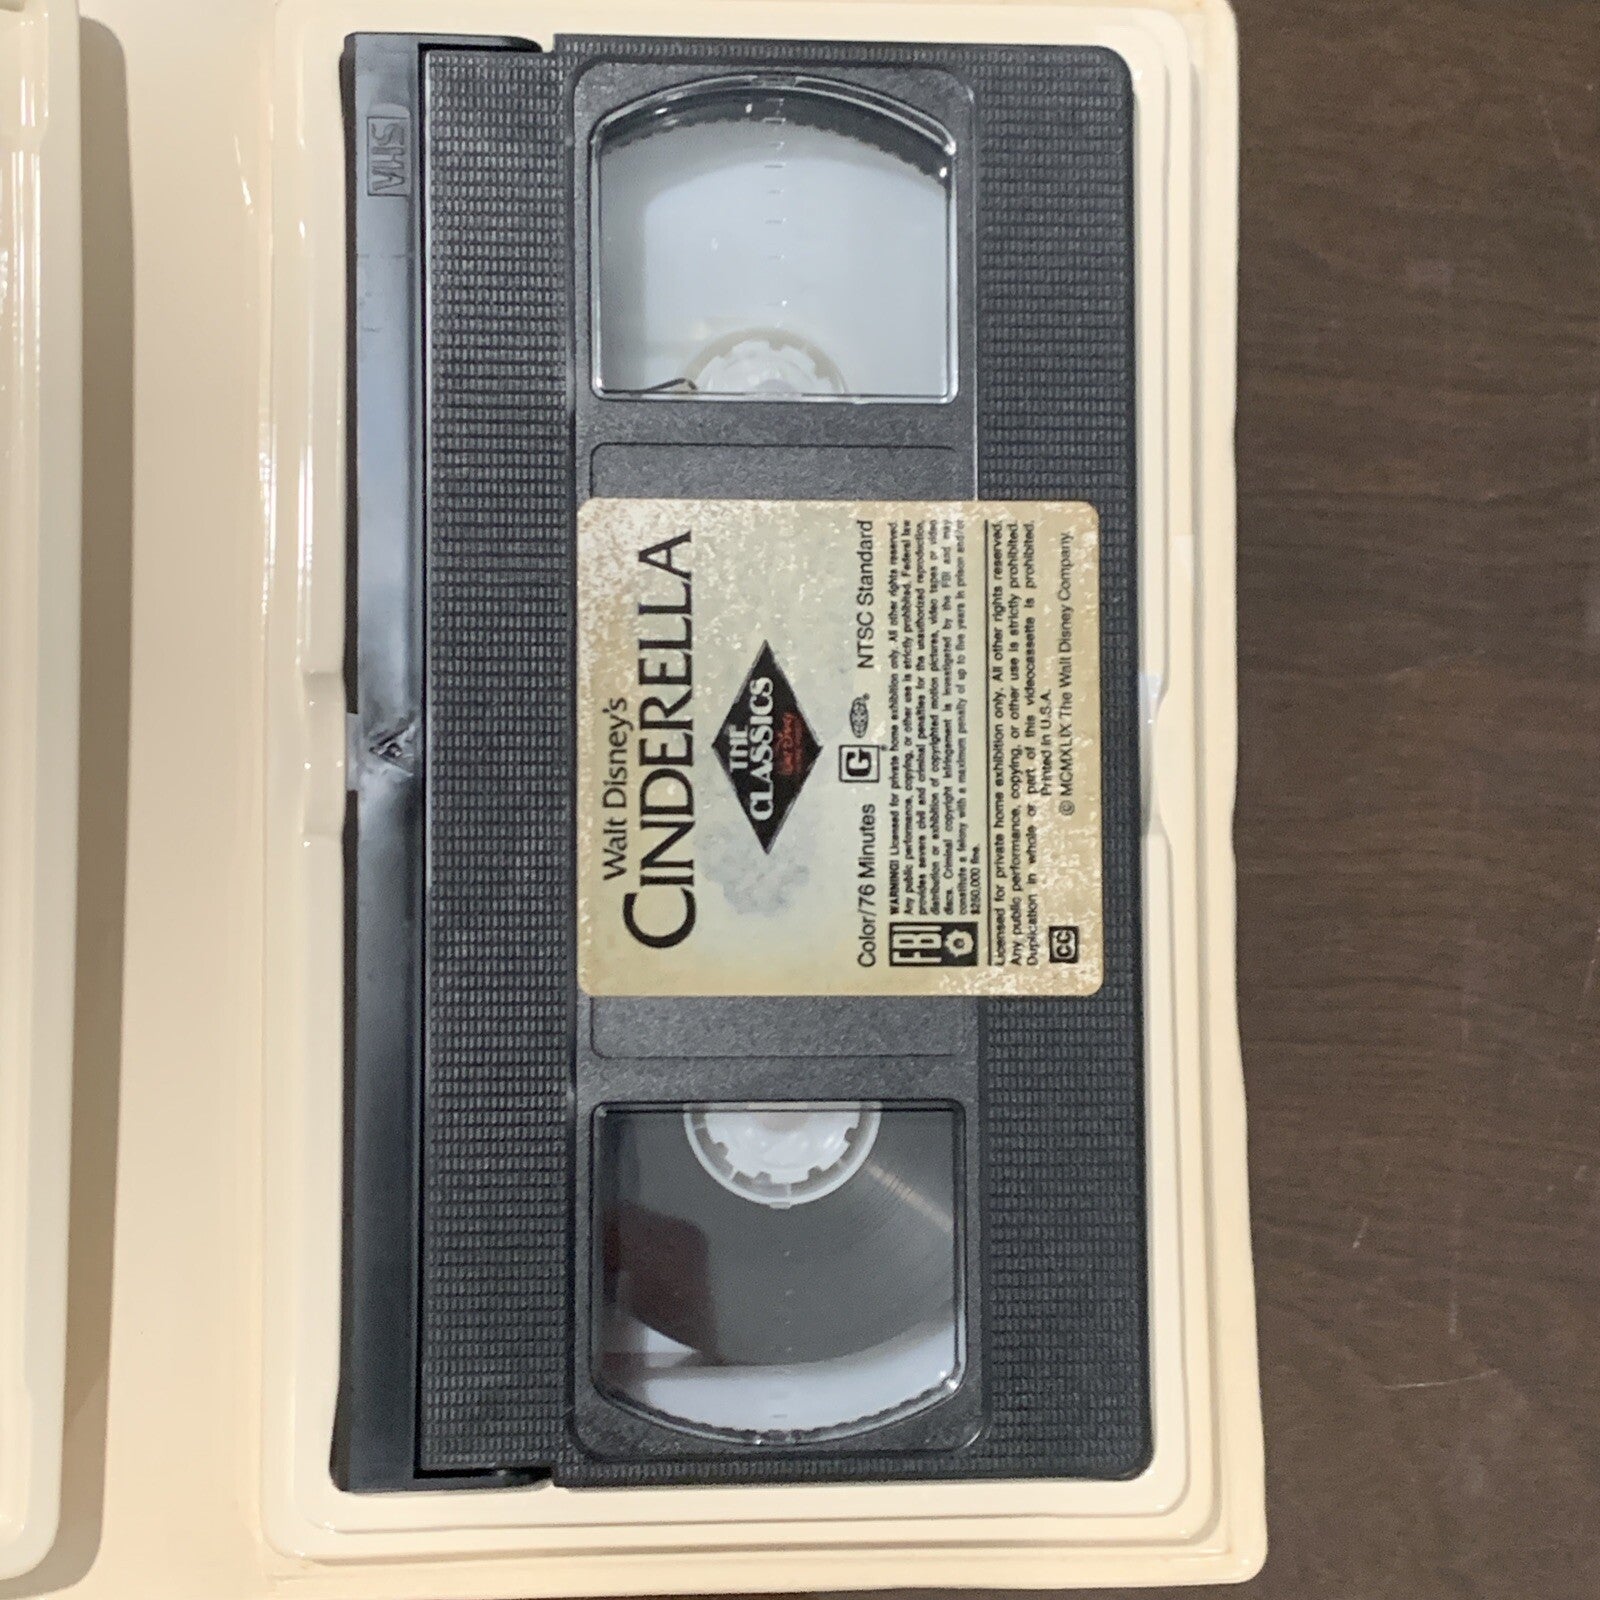 VHS
Walt Disney's
CINDERELLA
THE
CLASSICS
WALT DISNEY
Color/76 Minutes G NTSC Standard
FBI
WARNING! Licensed for private home exhibition only. All other rights reserved.
Any public performance, copying, or other use is strictly prohibited. Federal law
provides severe civil and criminal penalties for the unauthorized reproduction,
distribution or exhibition of copyrighted motion pictures, video tapes or video
discs. Criminal copyright infringement is investigated by the FBI and may
constitute a felony with a maximum penalty of up to five years in prison and/or
$250,000 fine.
Licensed for private home exhibition only. All other rights reserved.
Any public performance, copying, or other use is strictly prohibited.
Duplication in whole or part of this videocassette is prohibited.
Printed in U.S.A.
CC © MCMXLIX The Walt Disney Company.